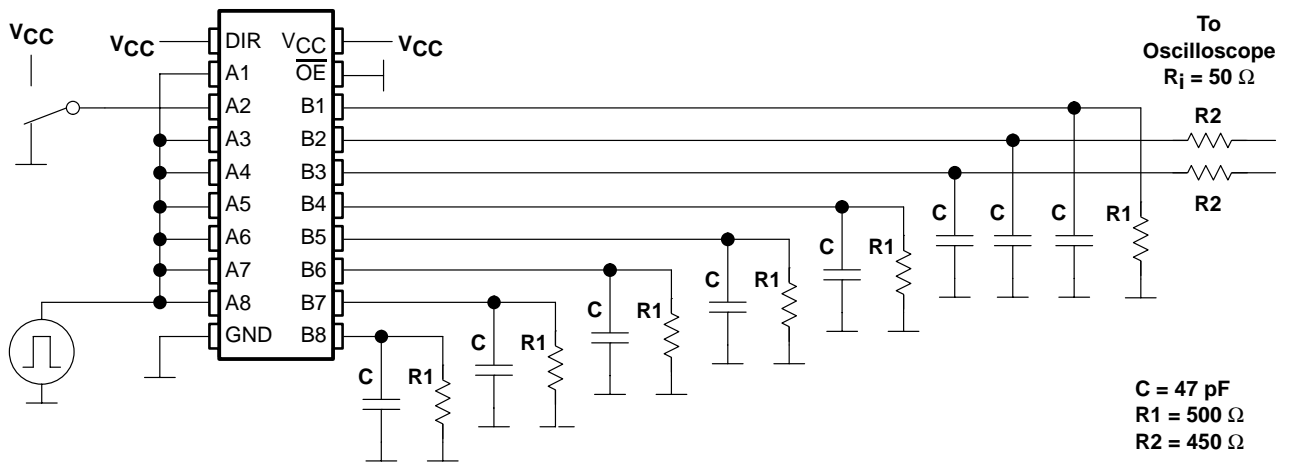 VCC
VCC
DIR
VCC
VCC
A1
OE
A2
B1
A3
B2
A4
B3
A5
B4
A6
B5
A7
B6
A8
B7
GND
B8
To
Oscilloscope
Ri = 50 Ω
R2
R2
C
C
C
R1
C
R1
C
R1
C
R1
C
R1
C
R1
C = 47 pF
R1 = 500 Ω
R2 = 450 Ω